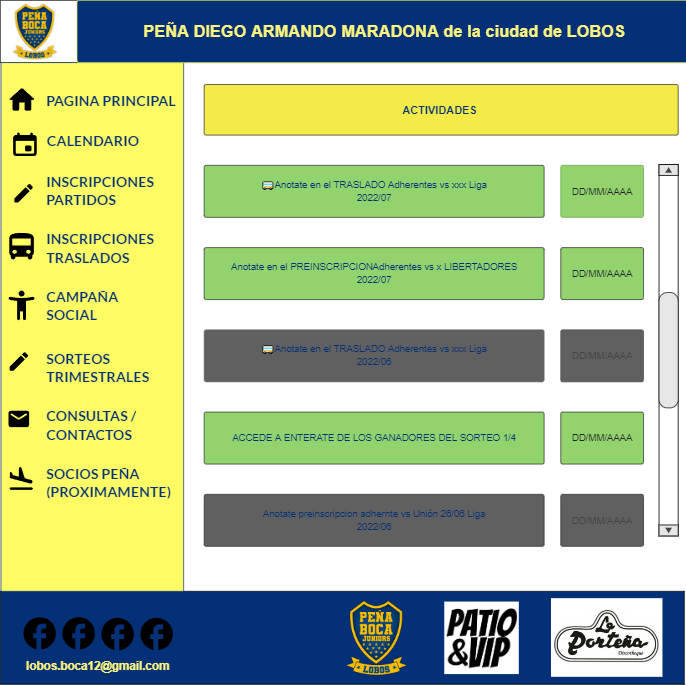 PEÑA
BOCA
JUNIORS
LOBOS
PEÑA DIEGO ARMANDO MARADONA de la ciudad de LOBOS
PAGINA PRINCIPAL
CALENDARIO
INSCRIPCIONES
PARTIDOS
INSCRIPCIONES
TRASLADOS
CAMPAÑA
SOCIAL
SORTEOS
TRIMESTRALES
CONSULTAS /
CONTACTOS
SOCIOS PEÑA
(PROXIMAMENTE)
ACTIVIDADES
Anotate en el TRASLADO Adherentes vs xxx Liga
2022/07
DD/MM/AAAA
Anotate en el PREINSCRIPCIONAdherentes vs x LIBERTADORES
2022/07
DD/MM/AAAA
Anotate en el TRASLADO Adherentes vs xxx Liga
2022/06
DD/MM/AAAA
ACCEDE A ENTERATE DE LOS GANADORES DEL SORTEO 1/4
DD/MM/AAAA
Anotate preinscripcion adhernte vs Unión 26/06 Liga
2022/06
DD/MM/AAAA
lobos.boca12@gmail.com
PEÑA
BOCA
JUNIORS
LOBOS
PATIO
&VIP
La
Porteña
Discotheque